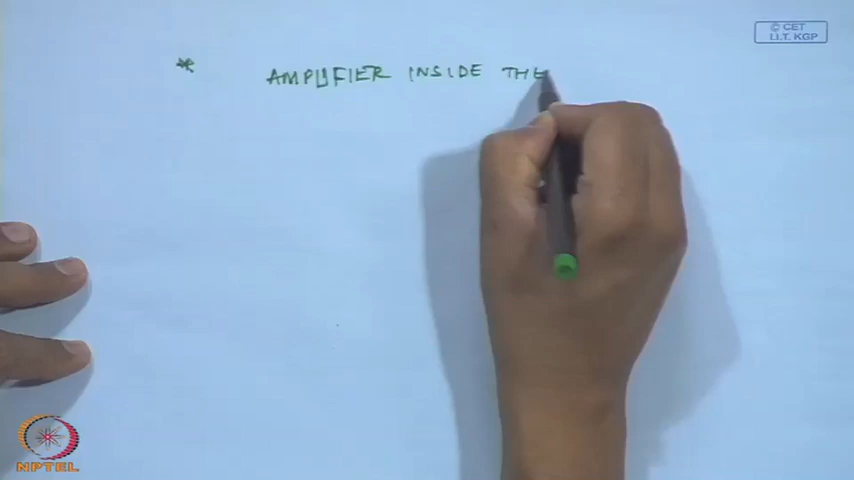 © CET
I.I.T. KGP
* AMPLIFIER INSIDE THE
NPTEL